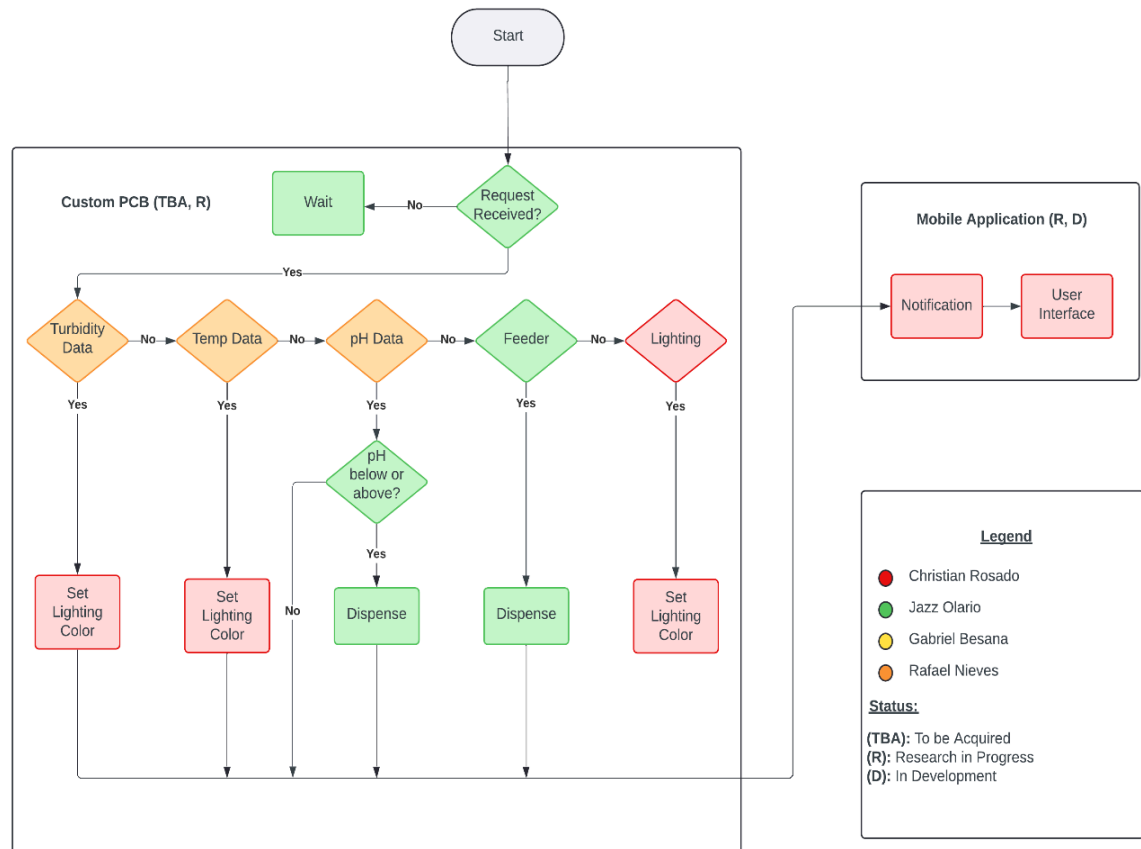 Start
Custom PCB (TBA, R)
Wait
No
Request
Received?
Yes
Turbidity
Data
No
Temp Data
No
pH Data
No
Feeder
No
Lighting
Yes
Yes
Yes
Yes
Yes
pH
below or
above?
Yes
No
Set
Lighting
Color
Set
Lighting
Color
Dispense
Dispense
Set
Lighting
Color
Mobile Application (R, D)
Notification
User
Interface
Legend
Christian Rosado
Jazz Olario
Gabriel Besana
Rafael Nieves
Status:
(TBA): To be Acquired
(R): Research in Progress
(D): In Development